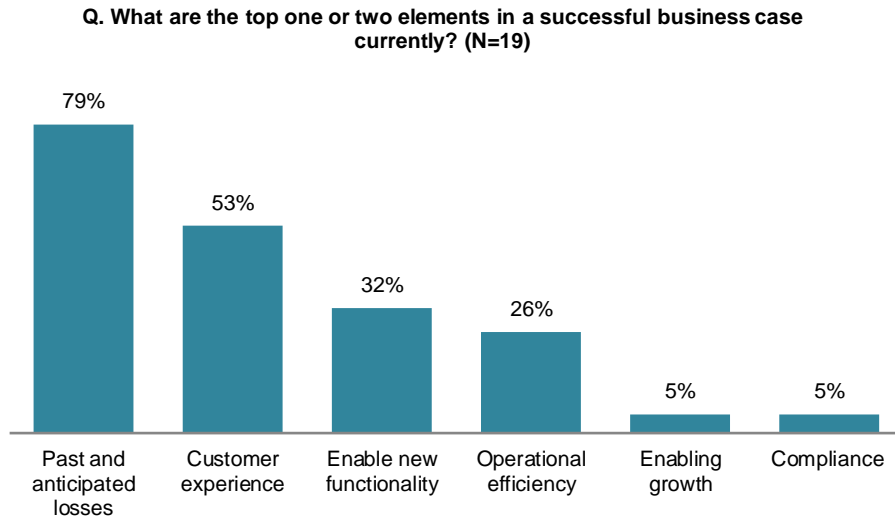 Q. What are the top one or two elements in a successful business case
currently? (N=19)
79%
53%
32%
26%
5%
5%
Past and
anticipated
losses
Customer
experience
Enable new
functionality
Operational
efficiency
Enabling
growth
Compliance